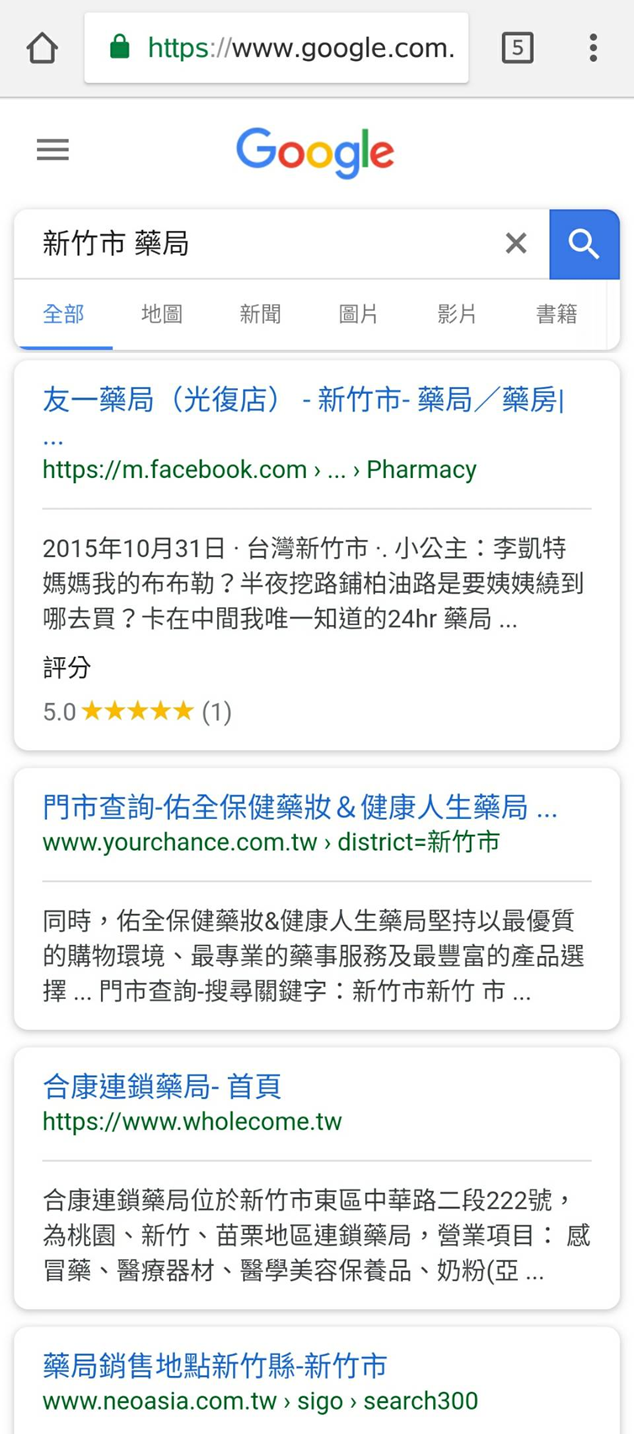 https://www.google.com.
5
Google
新竹市 藥局
全部 地圖 新聞 圖片 影片 書籍
友一藥局（光復店） - 新竹市- 藥局／藥房|
...
https://m.facebook.com › ... › Pharmacy
2015年10月31日 · 台灣新竹市 ·. 小公主：李凱特
媽媽我的布布勒？半夜挖路鋪柏油路是要姨姨繞到
哪去買？卡在中間我唯一知道的24hr 藥局 ...
評分
5.0 ★★★★★ (1)
門市查詢-佑全保健藥妝＆健康人生藥局 ...
www.yourchance.com.tw › district=新竹市
同時，佑全保健藥妝&健康人生藥局堅持以最優質
的購物環境、最專業的藥事服務及最豐富的產品選
擇 ... 門市查詢-搜尋關鍵字：新竹市新竹 市 ...
合康連鎖藥局- 首頁
https://www.wholecome.tw
合康連鎖藥局位於新竹市東區中華路二段222號，
為桃園、新竹、苗栗地區連鎖藥局，營業項目： 感
冒藥、醫療器材、醫學美容保養品、奶粉(亞 ...
藥局銷售地點新竹縣-新竹市
www.neoasia.com.tw › sigo › search300